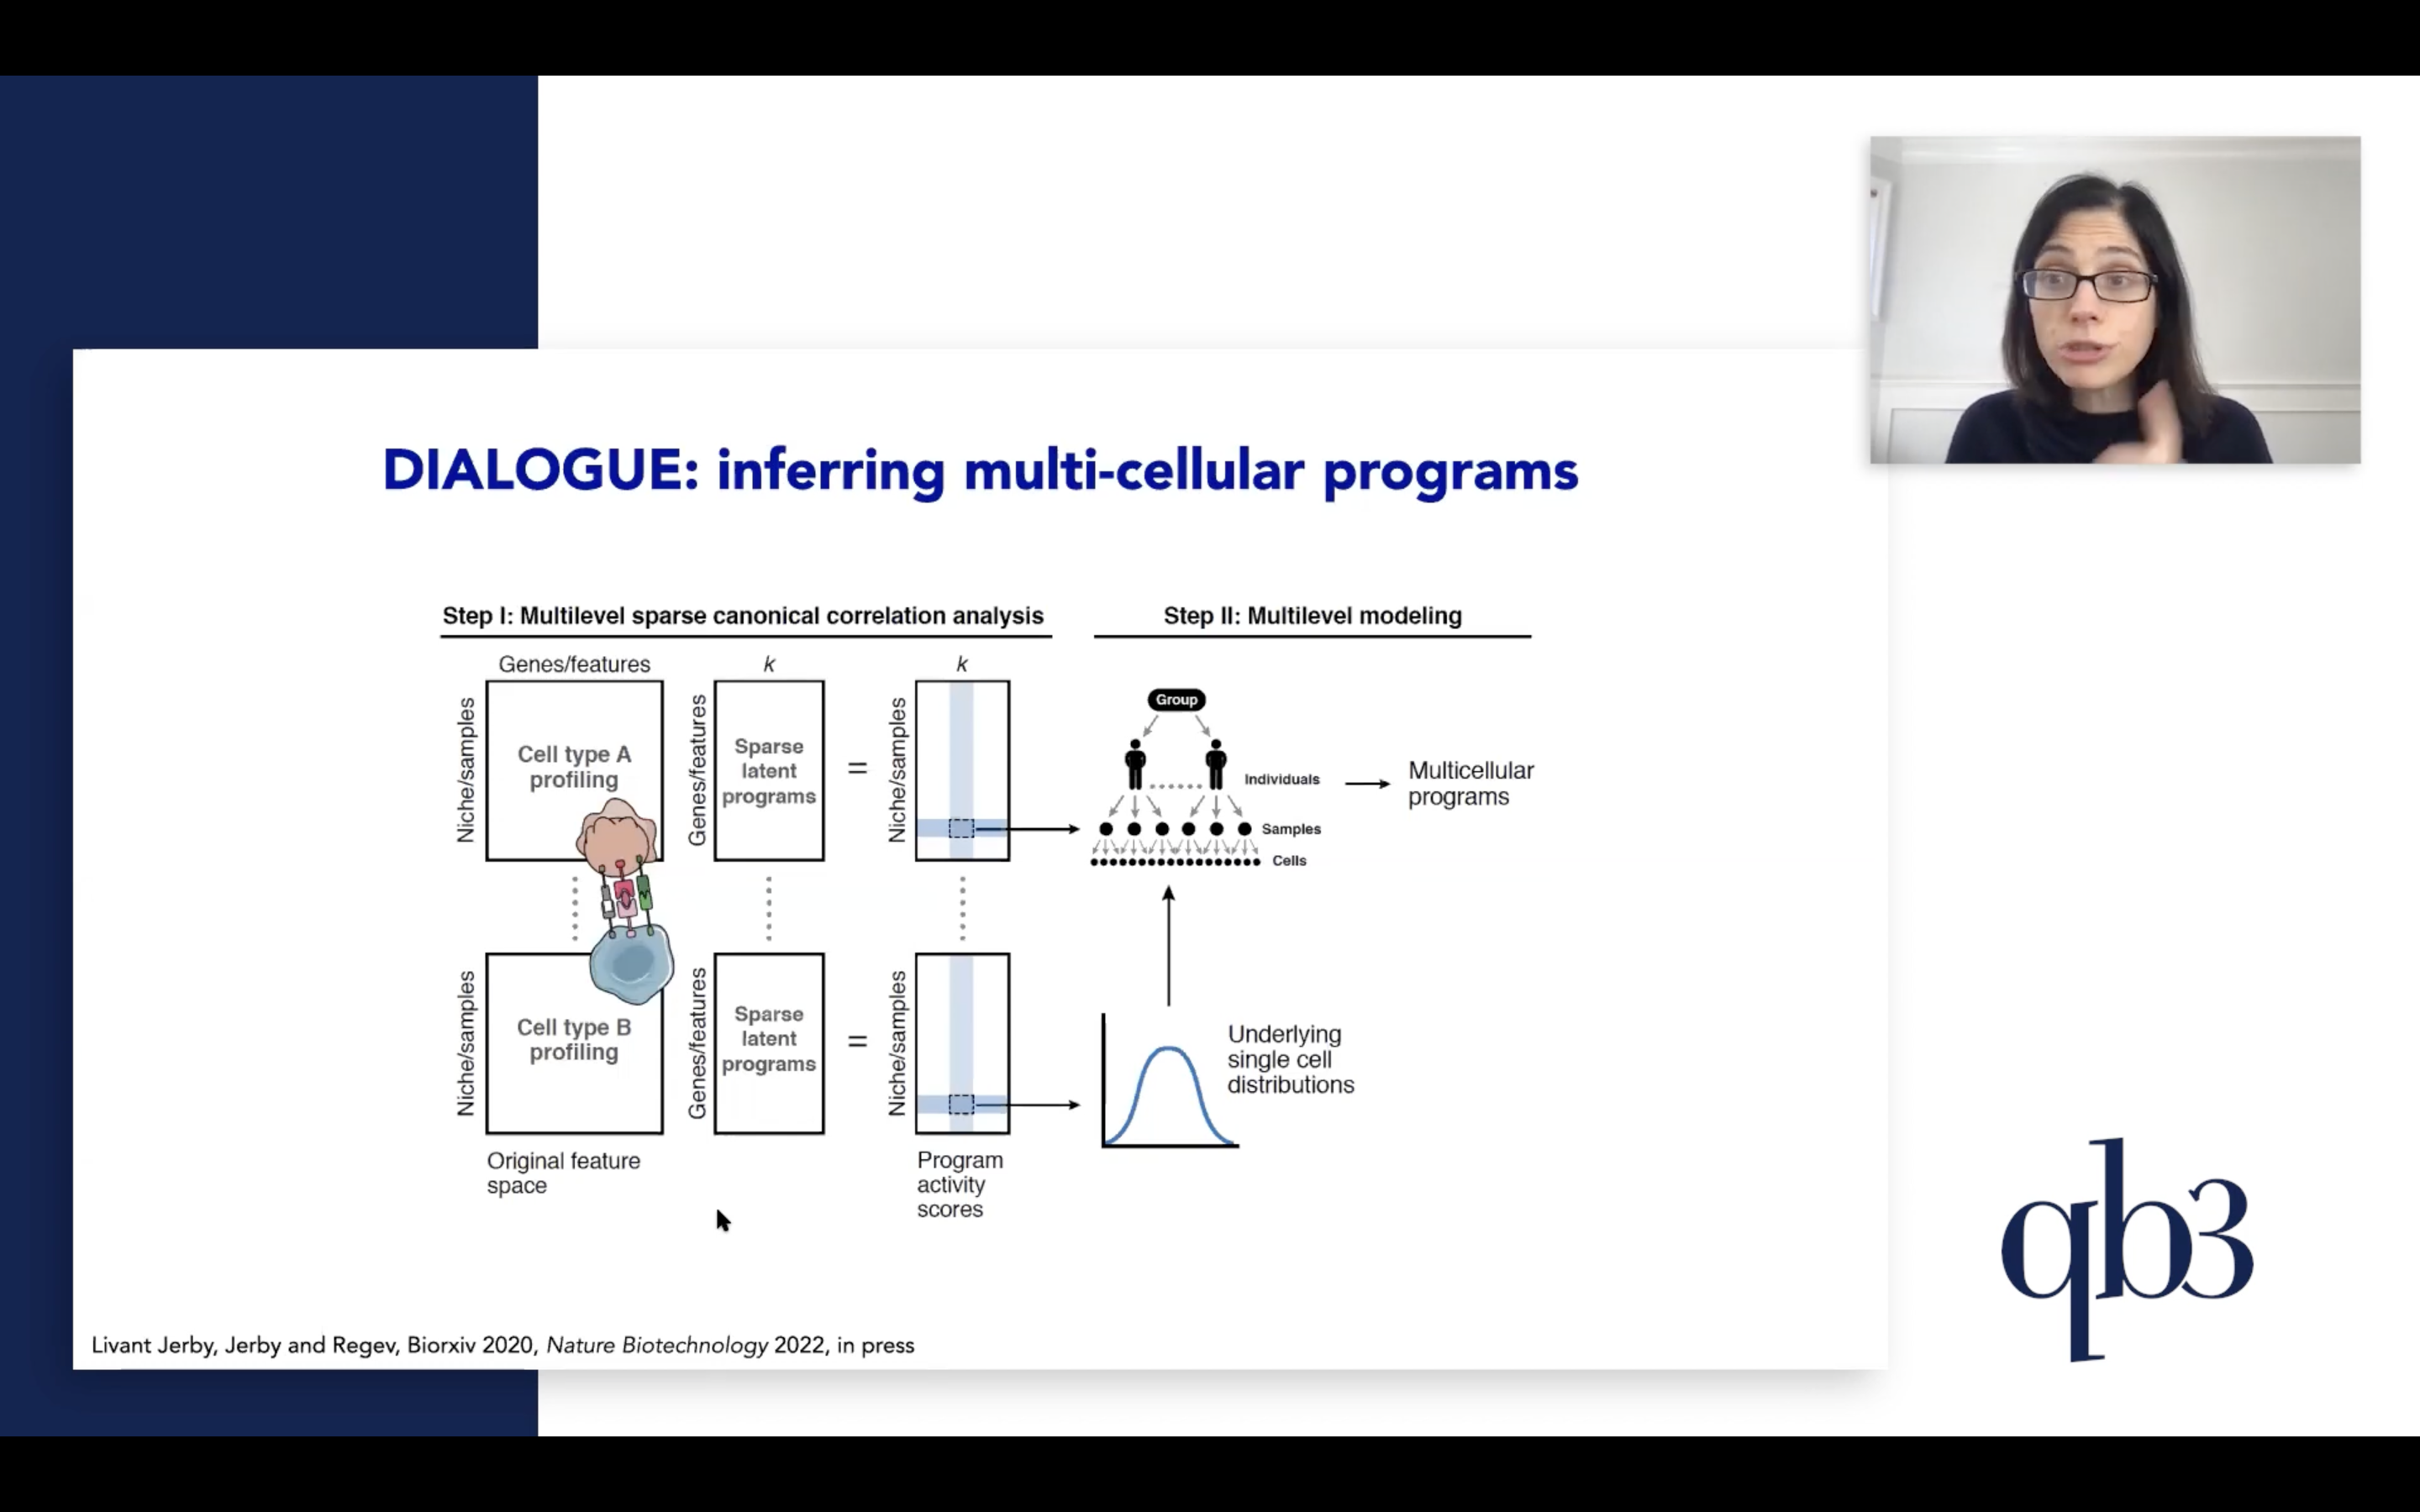 DIALOGUE: inferring multi-cellular programs
Step I: Multilevel sparse canonical correlation analysis
Step II: Multilevel modeling
Genes/features
k
k
Niche/samples
Cell type A
profiling
Genes/features
Sparse
latent
programs
=
Niche/samples
Group
Individuals
Samples
Cells
Multicellular
programs
Niche/samples
Cell type B
profiling
Genes/features
Sparse
latent
programs
=
Niche/samples
Underlying
single cell
distributions
Original feature
space
Program
activity
scores
Livant Jerby, Jerby and Regev, Biorxiv 2020, Nature Biotechnology 2022, in press
qb3